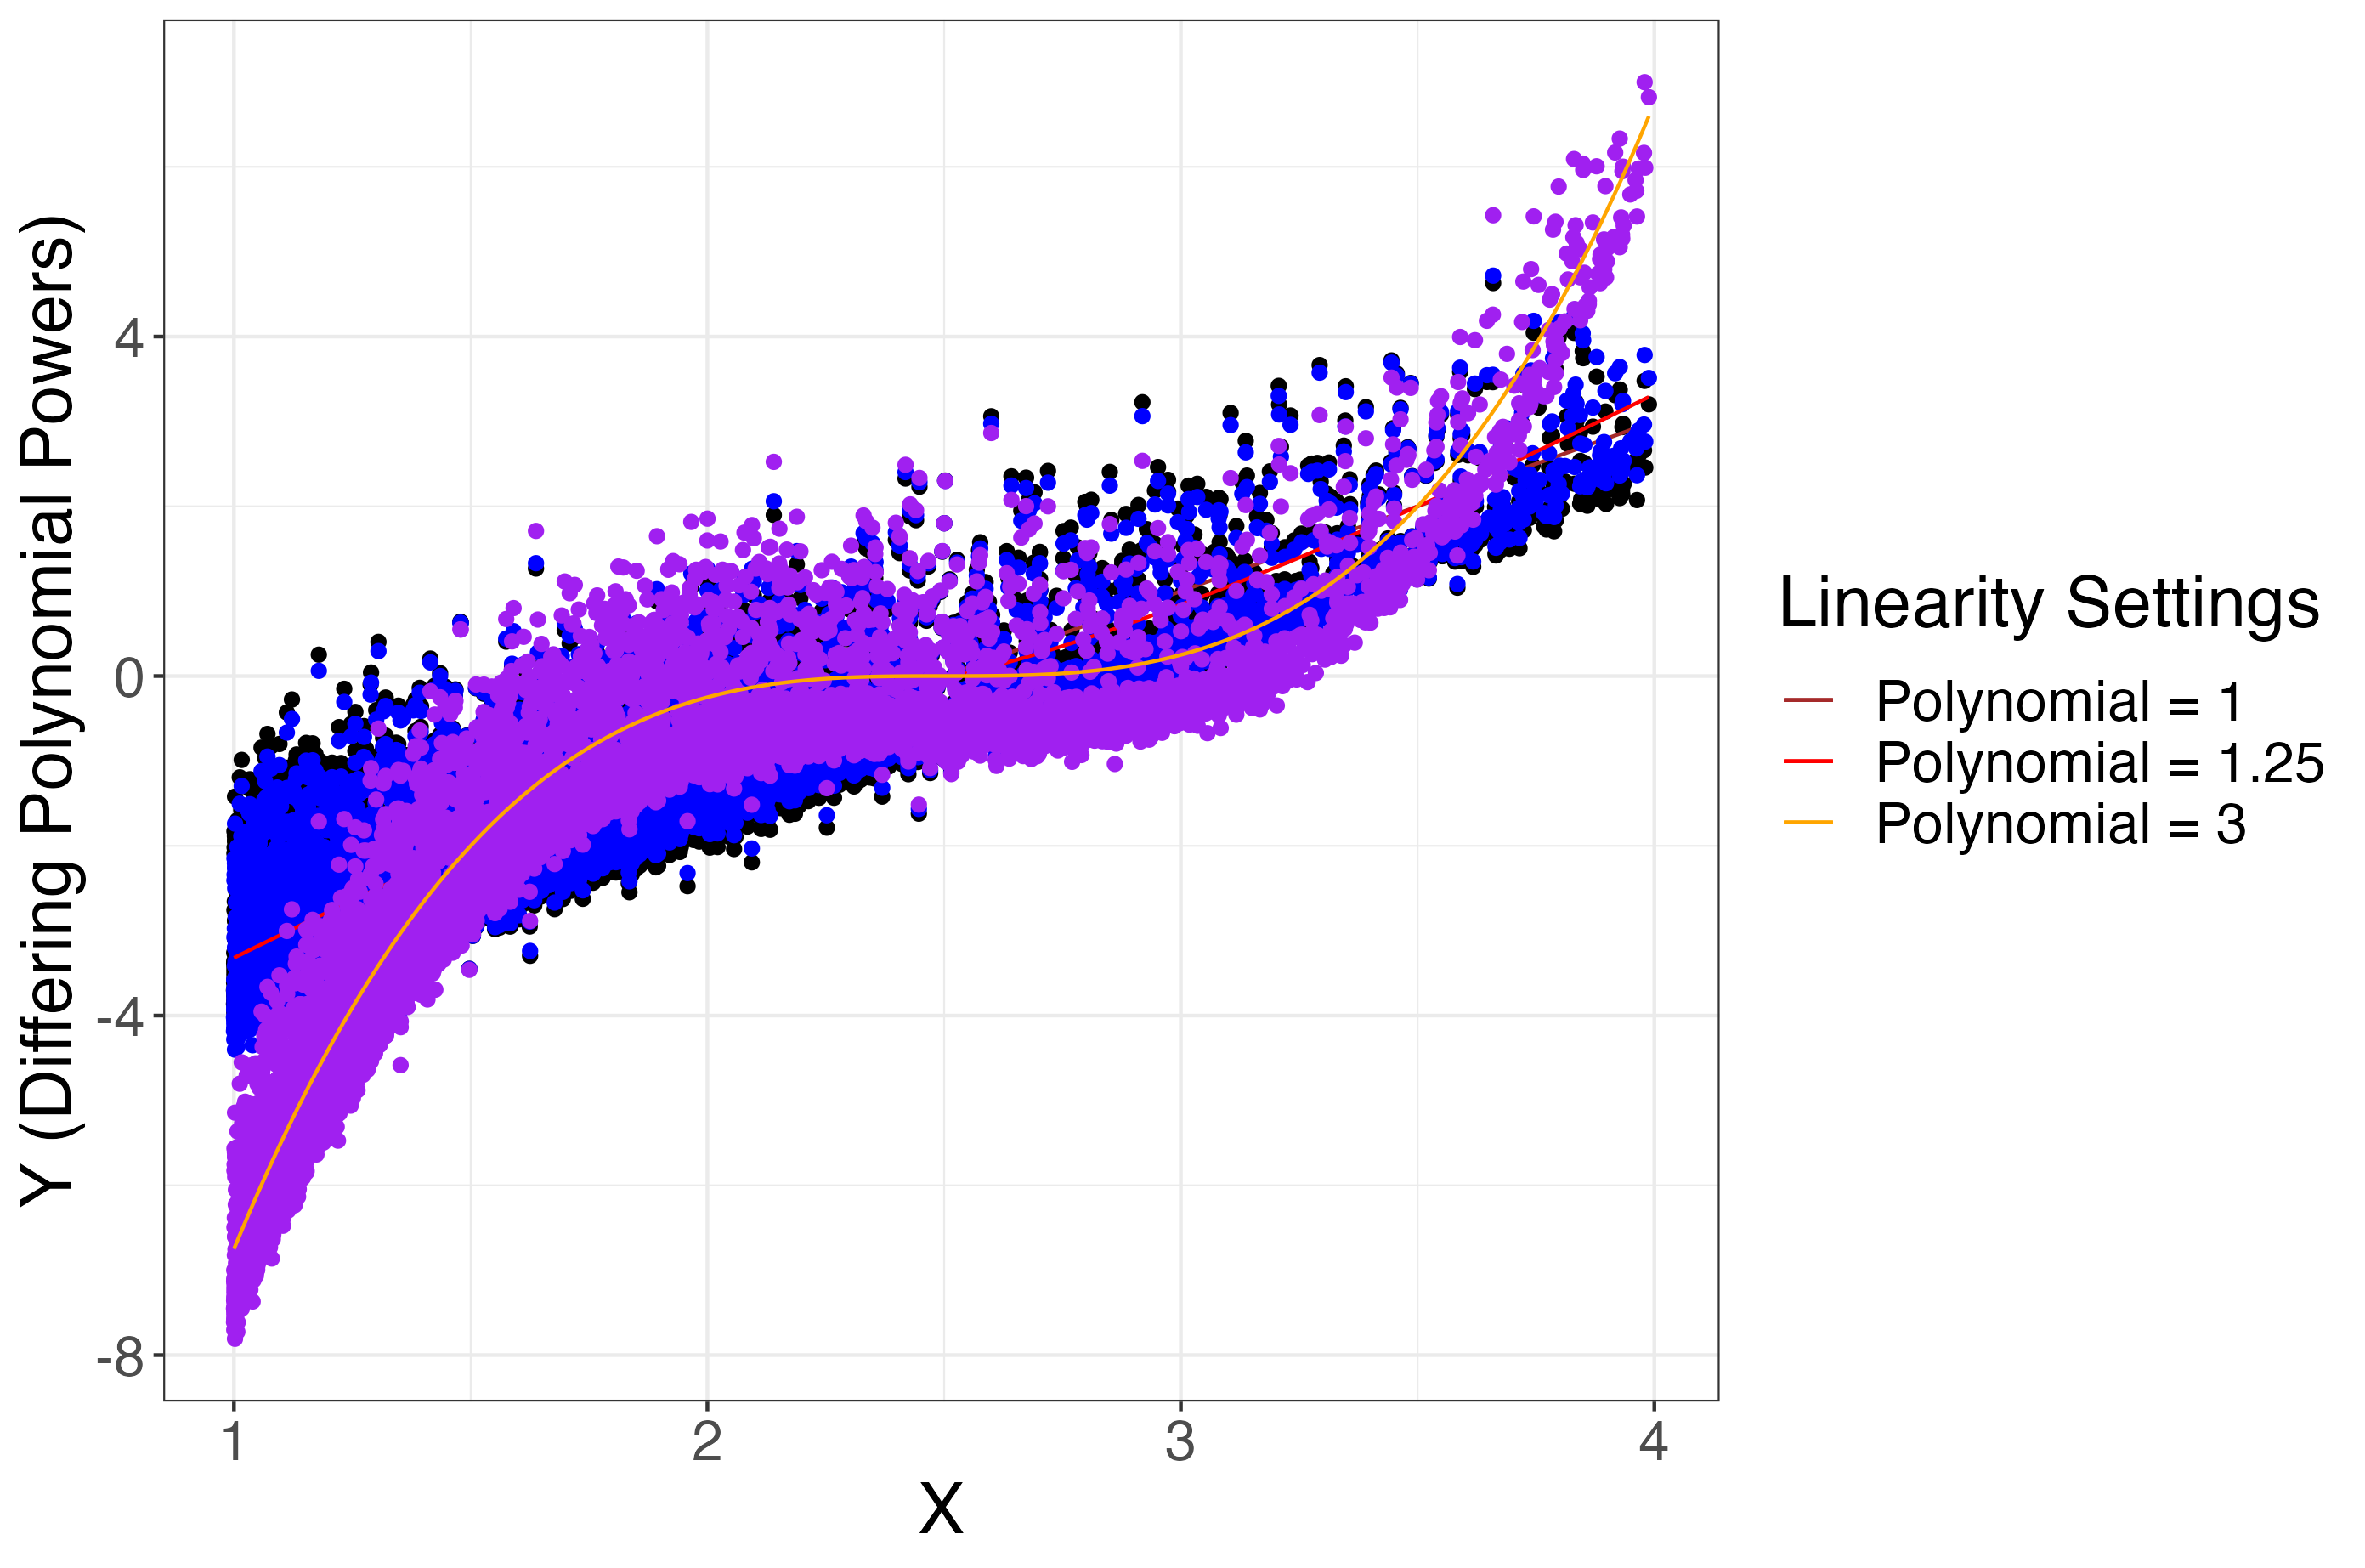 Y (Differing Polynomial Powers)
4
0
-4
-8
1 2 3 4
X
Linearity Settings
Polynomial = 1
Polynomial = 1.25
Polynomial = 3